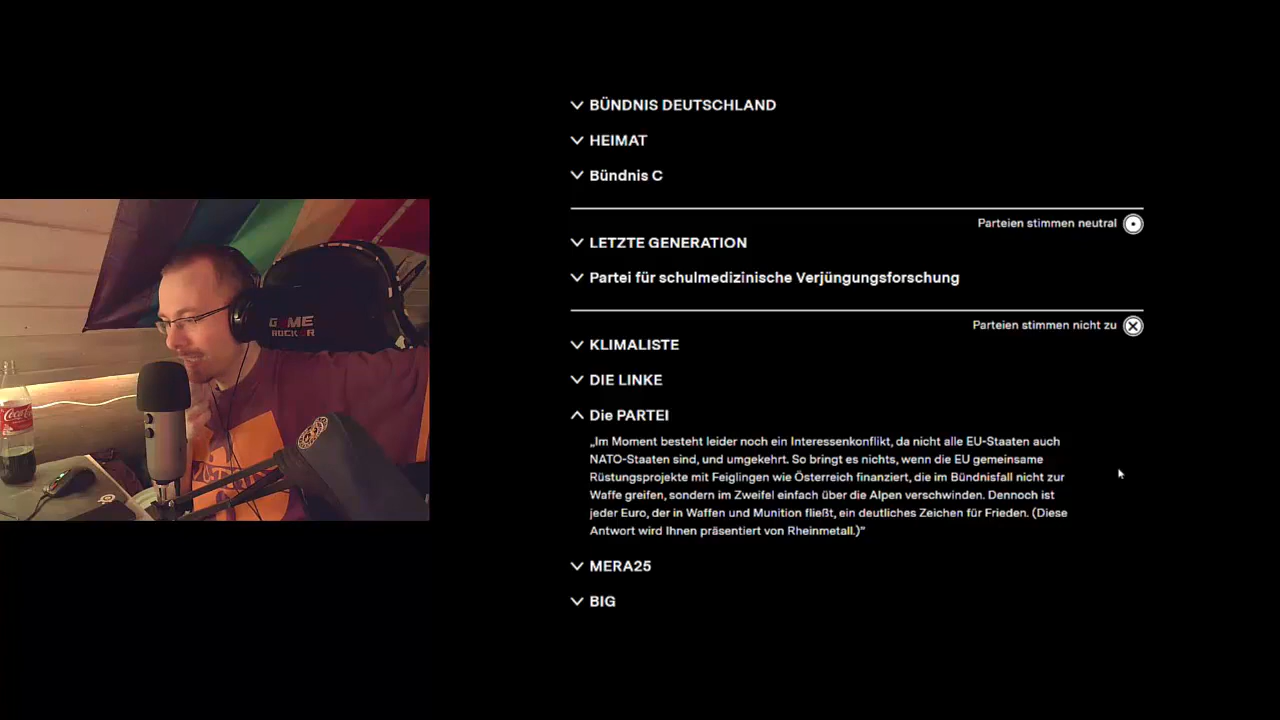 BÜNDNIS DEUTSCHLAND
HEIMAT
Bündnis C
Parteien stimmen neutral
LETZTE GENERATION
Partei für schulmedizinische Verjüngungsforschung
Parteien stimmen nicht zu
KLIMALISTE
DIE LINKE
Die PARTEI
„Im Moment besteht leider noch ein Interessenkonflikt, da nicht alle EU-Staaten auch
NATO-Staaten sind, und umgekehrt. So bringt es nichts, wenn die EU gemeinsame
Rüstungsprojekte mit Feiglingen wie Österreich finanziert, die im Bündnisfall nicht zur
Waffe greifen, sondern im Zweifel einfach über die Alpen verschwinden. Dennoch ist
jeder Euro, der in Waffen und Munition fließt, ein deutliches Zeichen für Frieden. (Diese
Antwort wird Ihnen präsentiert von Rheinmetall.)"
MERA25
BIG
GAME
ROCKER
Coca-Cola